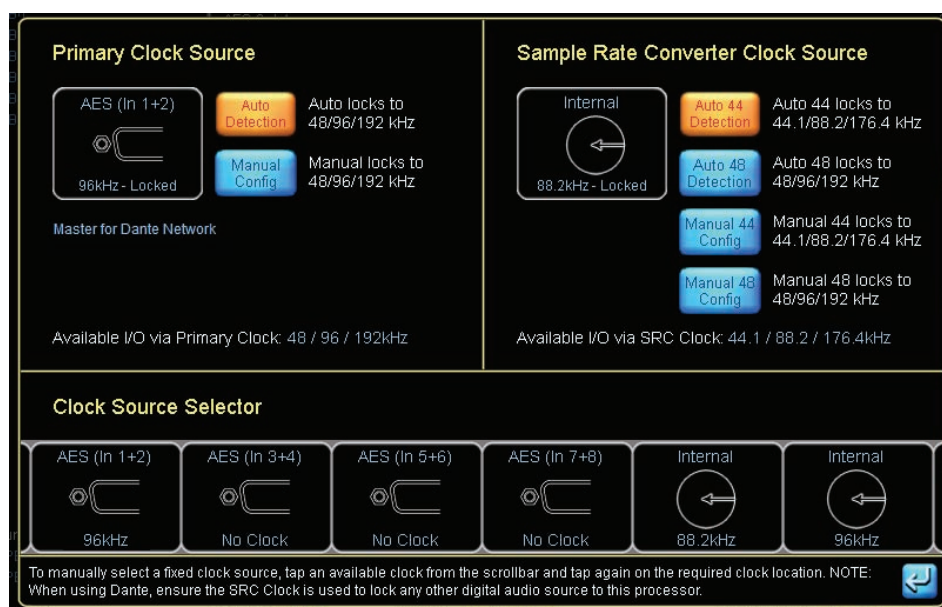 Primary Clock Source
AES (In 1+2)
96kHz - Locked
Auto
Detection
Auto locks to
48/96/192 kHz
Manual
Config
Manual locks to
48/96/192 kHz
Master for Dante Network
Available I/O via Primary Clock: 48 / 96 / 192kHz
Sample Rate Converter Clock Source
Internal
88.2kHz - Locked
Auto 44
Detection
Auto 44 locks to
44.1/88.2/176.4 kHz
Auto 48
Detection
Auto 48 locks to
48/96/192 kHz
Manual 44
Config
Manual 44 locks to
44.1/88.2/176.4 kHz
Manual 48
Config
Manual 48 locks to
48/96/192 kHz
Available I/O via SRC Clock: 44.1 / 88.2 / 176.4kHz
Clock Source Selector
AES (In 1+2)
96kHz
AES (In 3+4)
No Clock
AES (In 5+6)
No Clock
AES (In 7+8)
No Clock
Internal
88.2kHz
Internal
96kHz
To manually select a fixed clock source, tap an available clock from the scrollbar and tap again on the required clock location. NOTE:
When using Dante, ensure the SRC Clock is used to lock any other digital audio source to this processor.